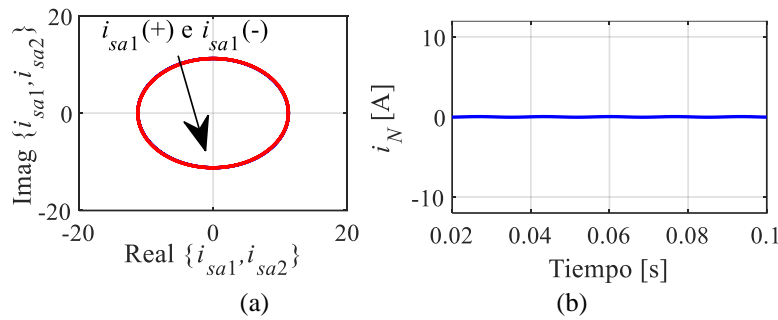 20
0
-20
Imag {i_sa1,i_sa2}
i_sa1(+) e i_sa1(-)
-20
0
20
Real {i_sa1,i_sa2}
(a)
10
0
-10
i_N [A]
0.02
0.04
0.06
0.08
0.1
Tiempo [s]
(b)